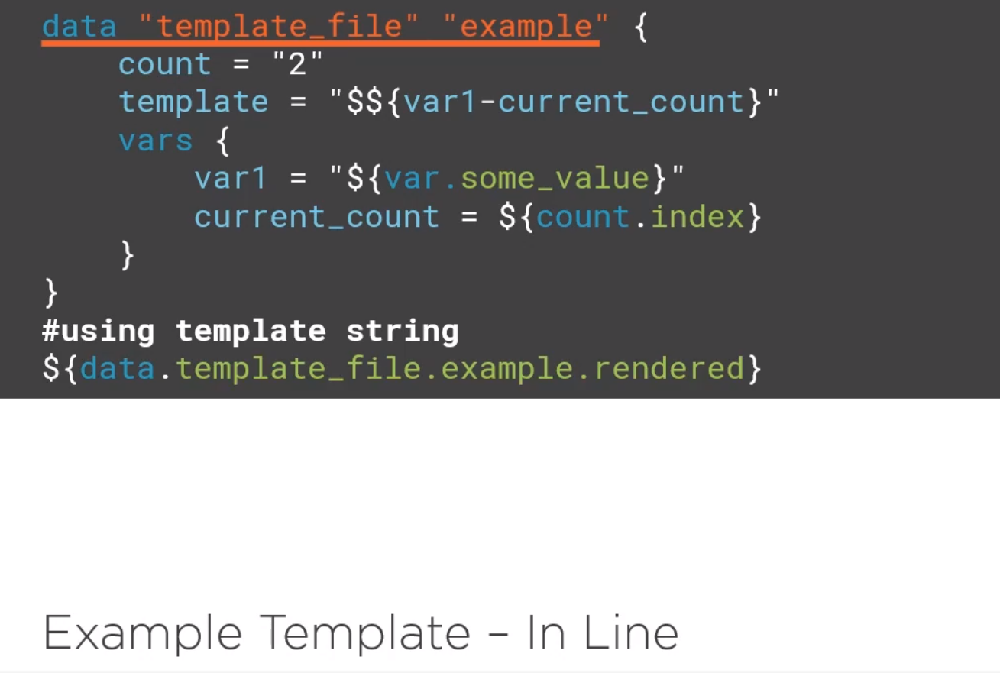 data "template_file" "example" {
    count = "2"
    template = "$${var1-current_count}"
    vars {
        var1 = "${var.some_value}"
        current_count = ${count.index}
    }
}
#using template string
${data.template_file.example.rendered}
Example Template – In Line